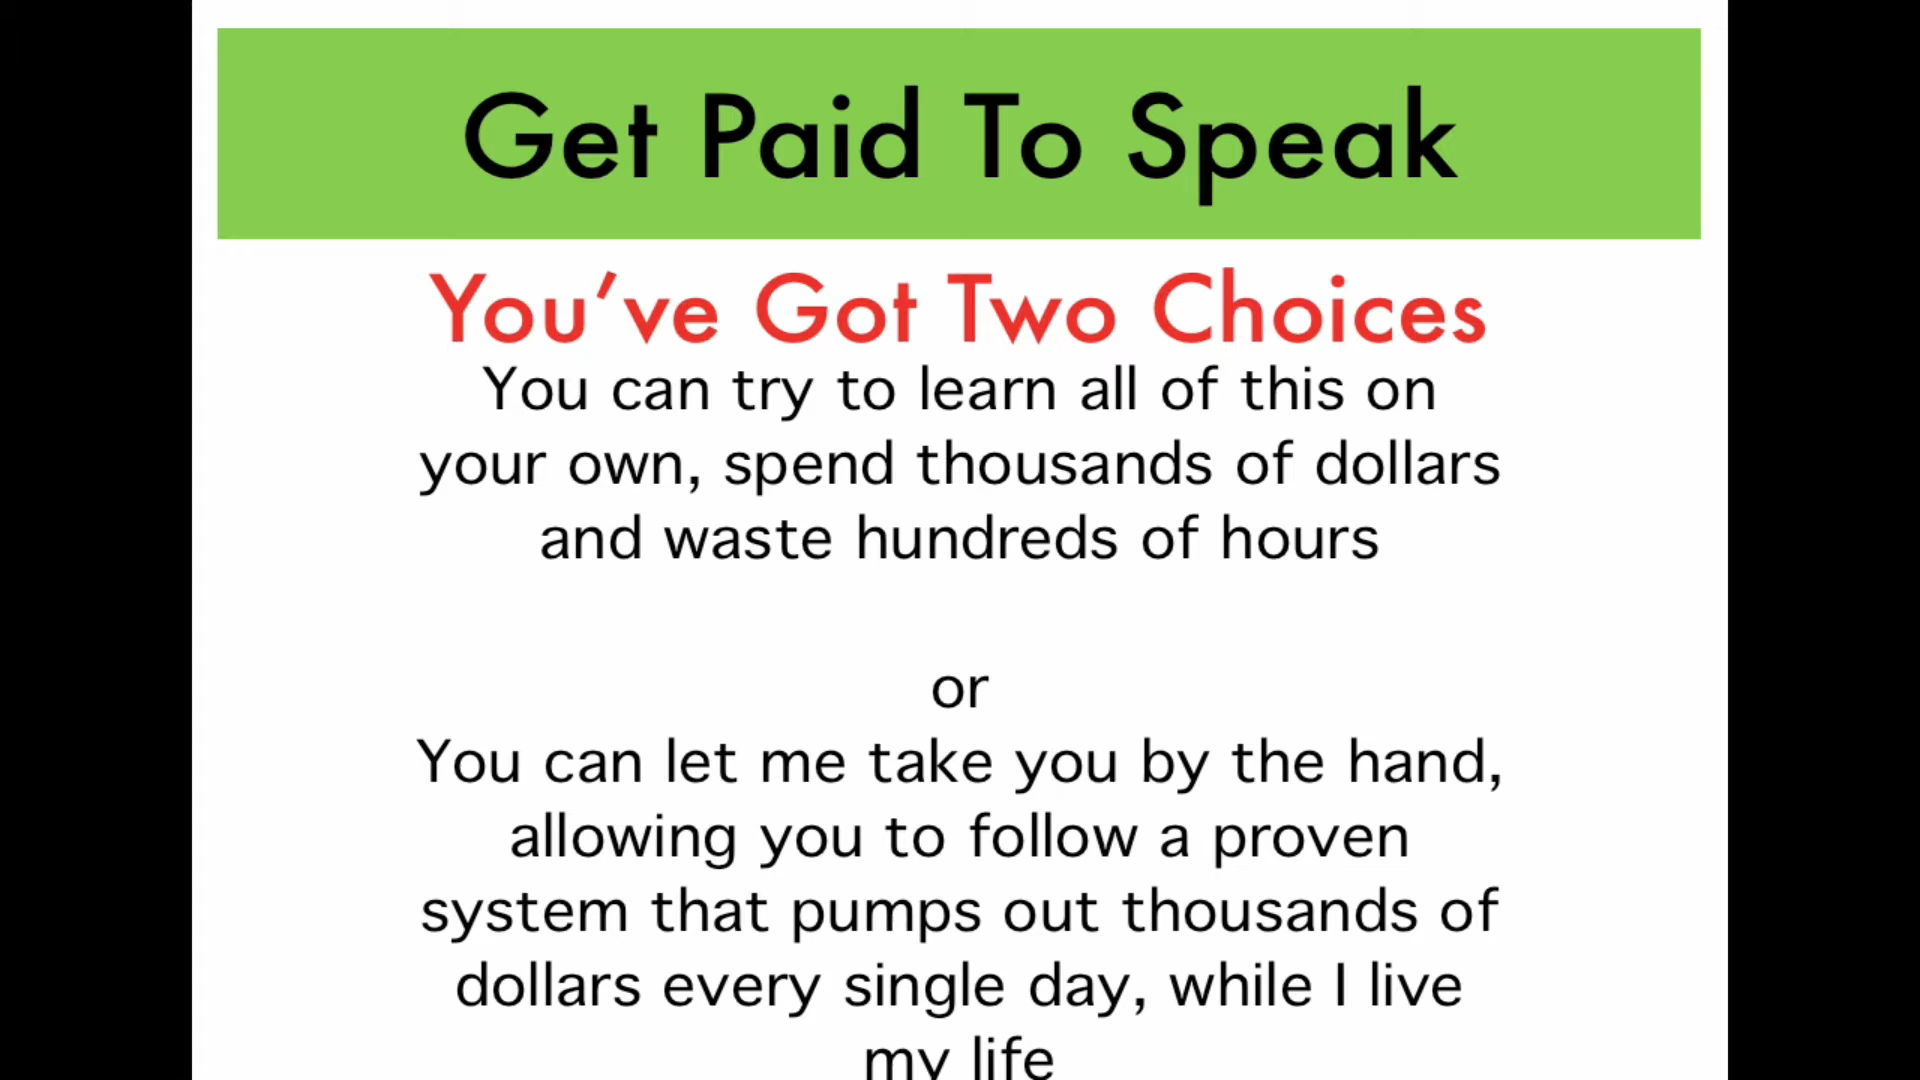 Get Paid To Speak
You’ve Got Two Choices
You can try to learn all of this on
your own, spend thousands of dollars
and waste hundreds of hours
or
You can let me take you by the hand,
allowing you to follow a proven
system that pumps out thousands of
dollars every single day, while I live
my life